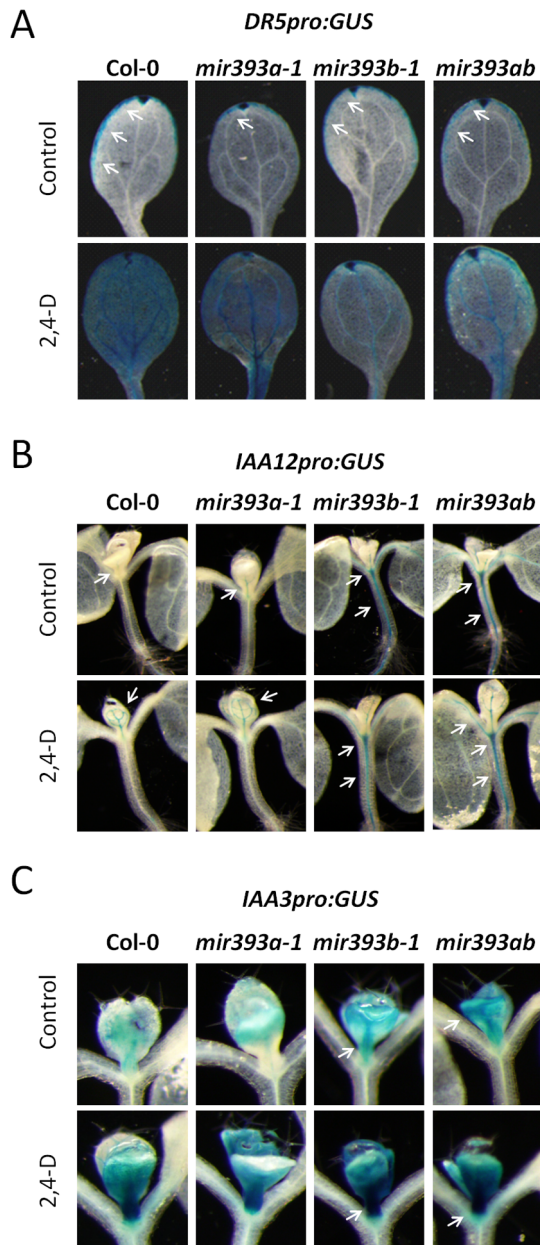 A
DR5pro:GUS
Col-0 mir393a-1 mir393b-1 mir393ab
Control
2,4-D
B
IAA12pro:GUS
Col-0 mir393a-1 mir393b-1 mir393ab
Control
2,4-D
C
IAA3pro:GUS
Col-0 mir393a-1 mir393b-1 mir393ab
Control
2,4-D